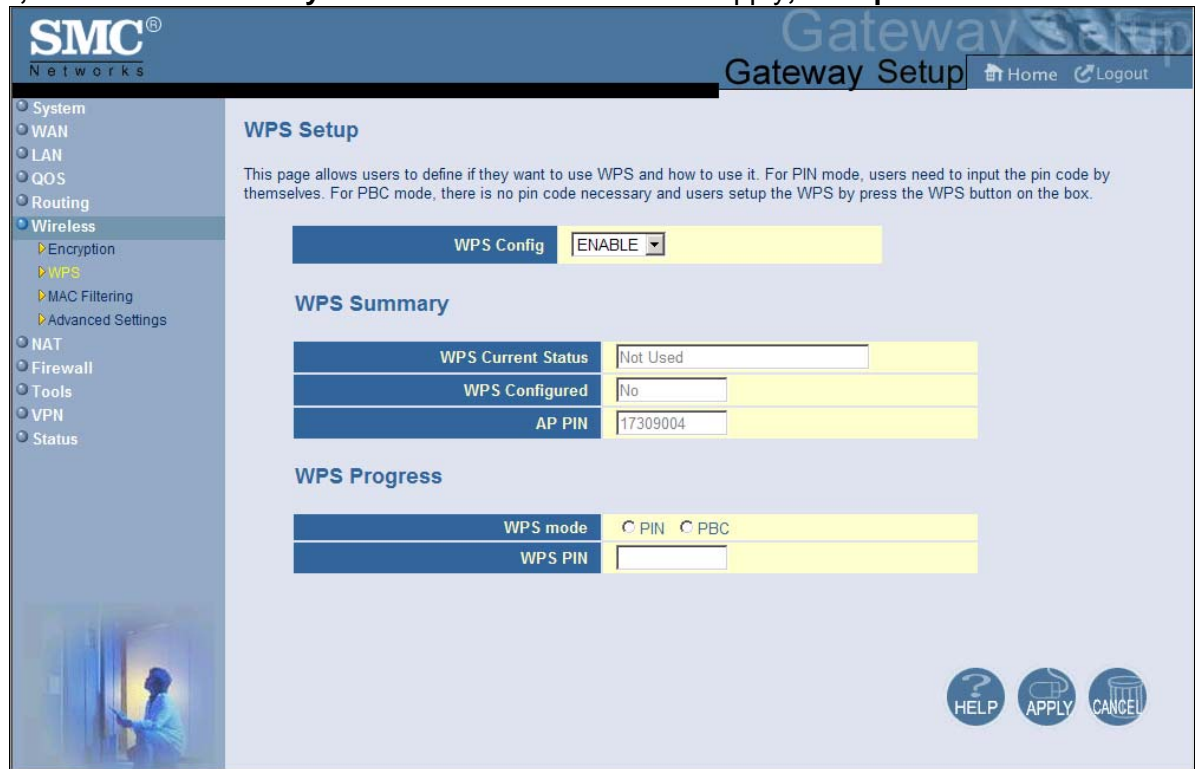 SMC®
Networks
Gateway Setup
Gateway Setup
Home
Logout
System
WAN
LAN
QOS
Routing
Wireless
Encryption
WPS
MAC Filtering
Advanced Settings
NAT
Firewall
Tools
VPN
Status
WPS Setup
This page allows users to define if they want to use WPS and how to use it. For PIN mode, users need to input the pin code by
themselves. For PBC mode, there is no pin code necessary and users setup the WPS by press the WPS button on the box.
WPS Config ENABLE
WPS Summary
WPS Current Status Not Used
WPS Configured No
AP PIN 17309004
WPS Progress
WPS mode PIN PBC
WPS PIN
HELP APPLY CANCEL